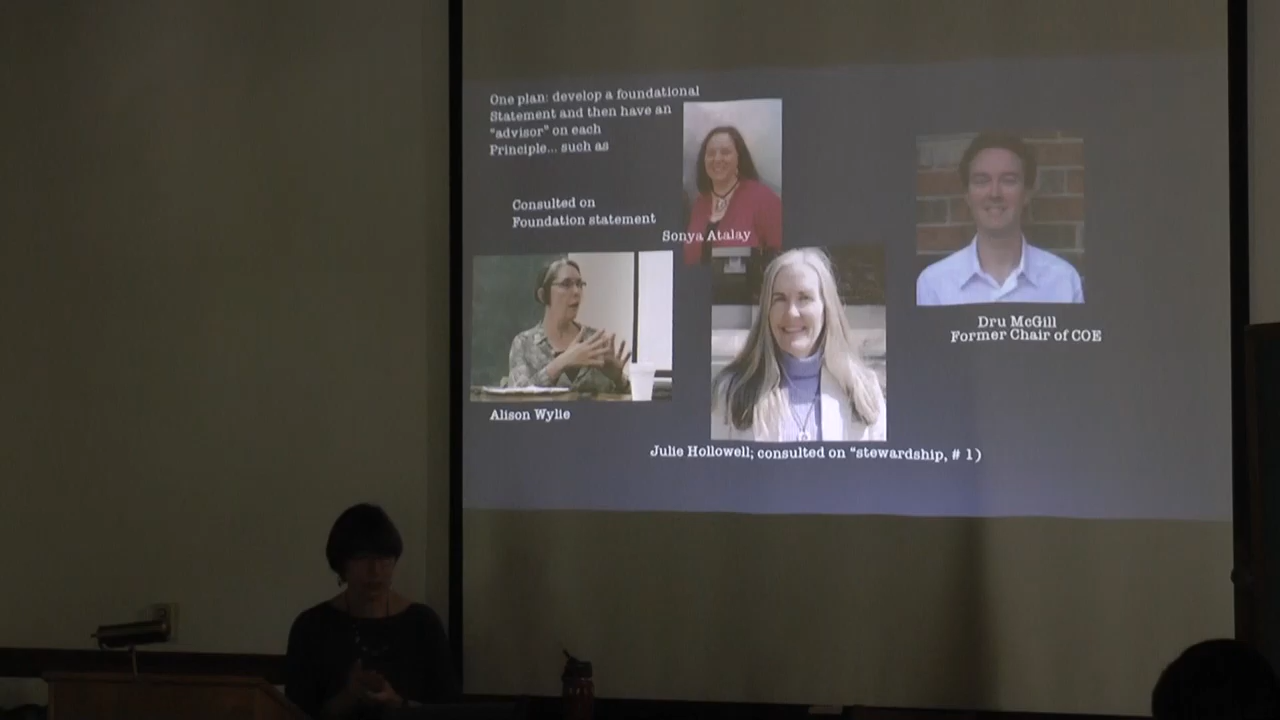 One plan: develop a foundational
Statement and then have an
"advisor" on each
Principle... such as
Consulted on
Foundation statement
Sonya Atalay
Dru McGill
Former Chair of COE
Alison Wylie
Julie Hollowell; consulted on "stewardship, # 1)